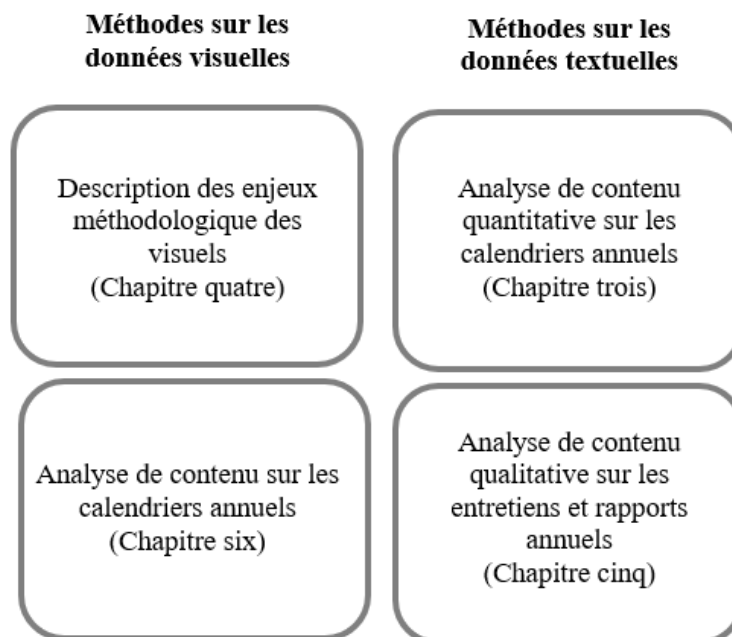 Méthodes sur les
données visuelles
Méthodes sur les
données textuelles
Description des enjeux
méthodologique des
visuels
(Chapitre quatre)
Analyse de contenu
quantitative sur les
calendriers annuels
(Chapitre trois)
Analyse de contenu sur les
calendriers annuels
(Chapitre six)
Analyse de contenu
qualitative sur les
entretiens et rapports
annuels
(Chapitre cinq)